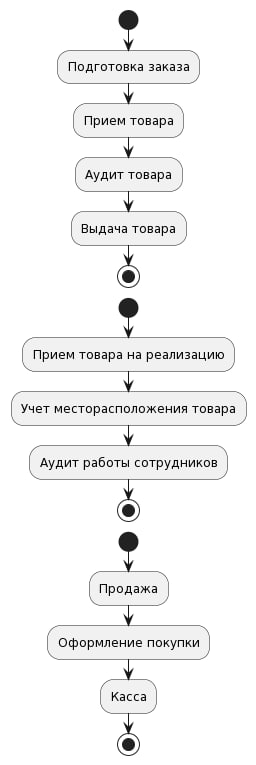 Подготовка заказа
Прием товара
Аудит товара
Выдача товара
Прием товара на реализацию
Учет месторасположения товара
Аудит работы сотрудников
Продажа
Оформление покупки
Касса